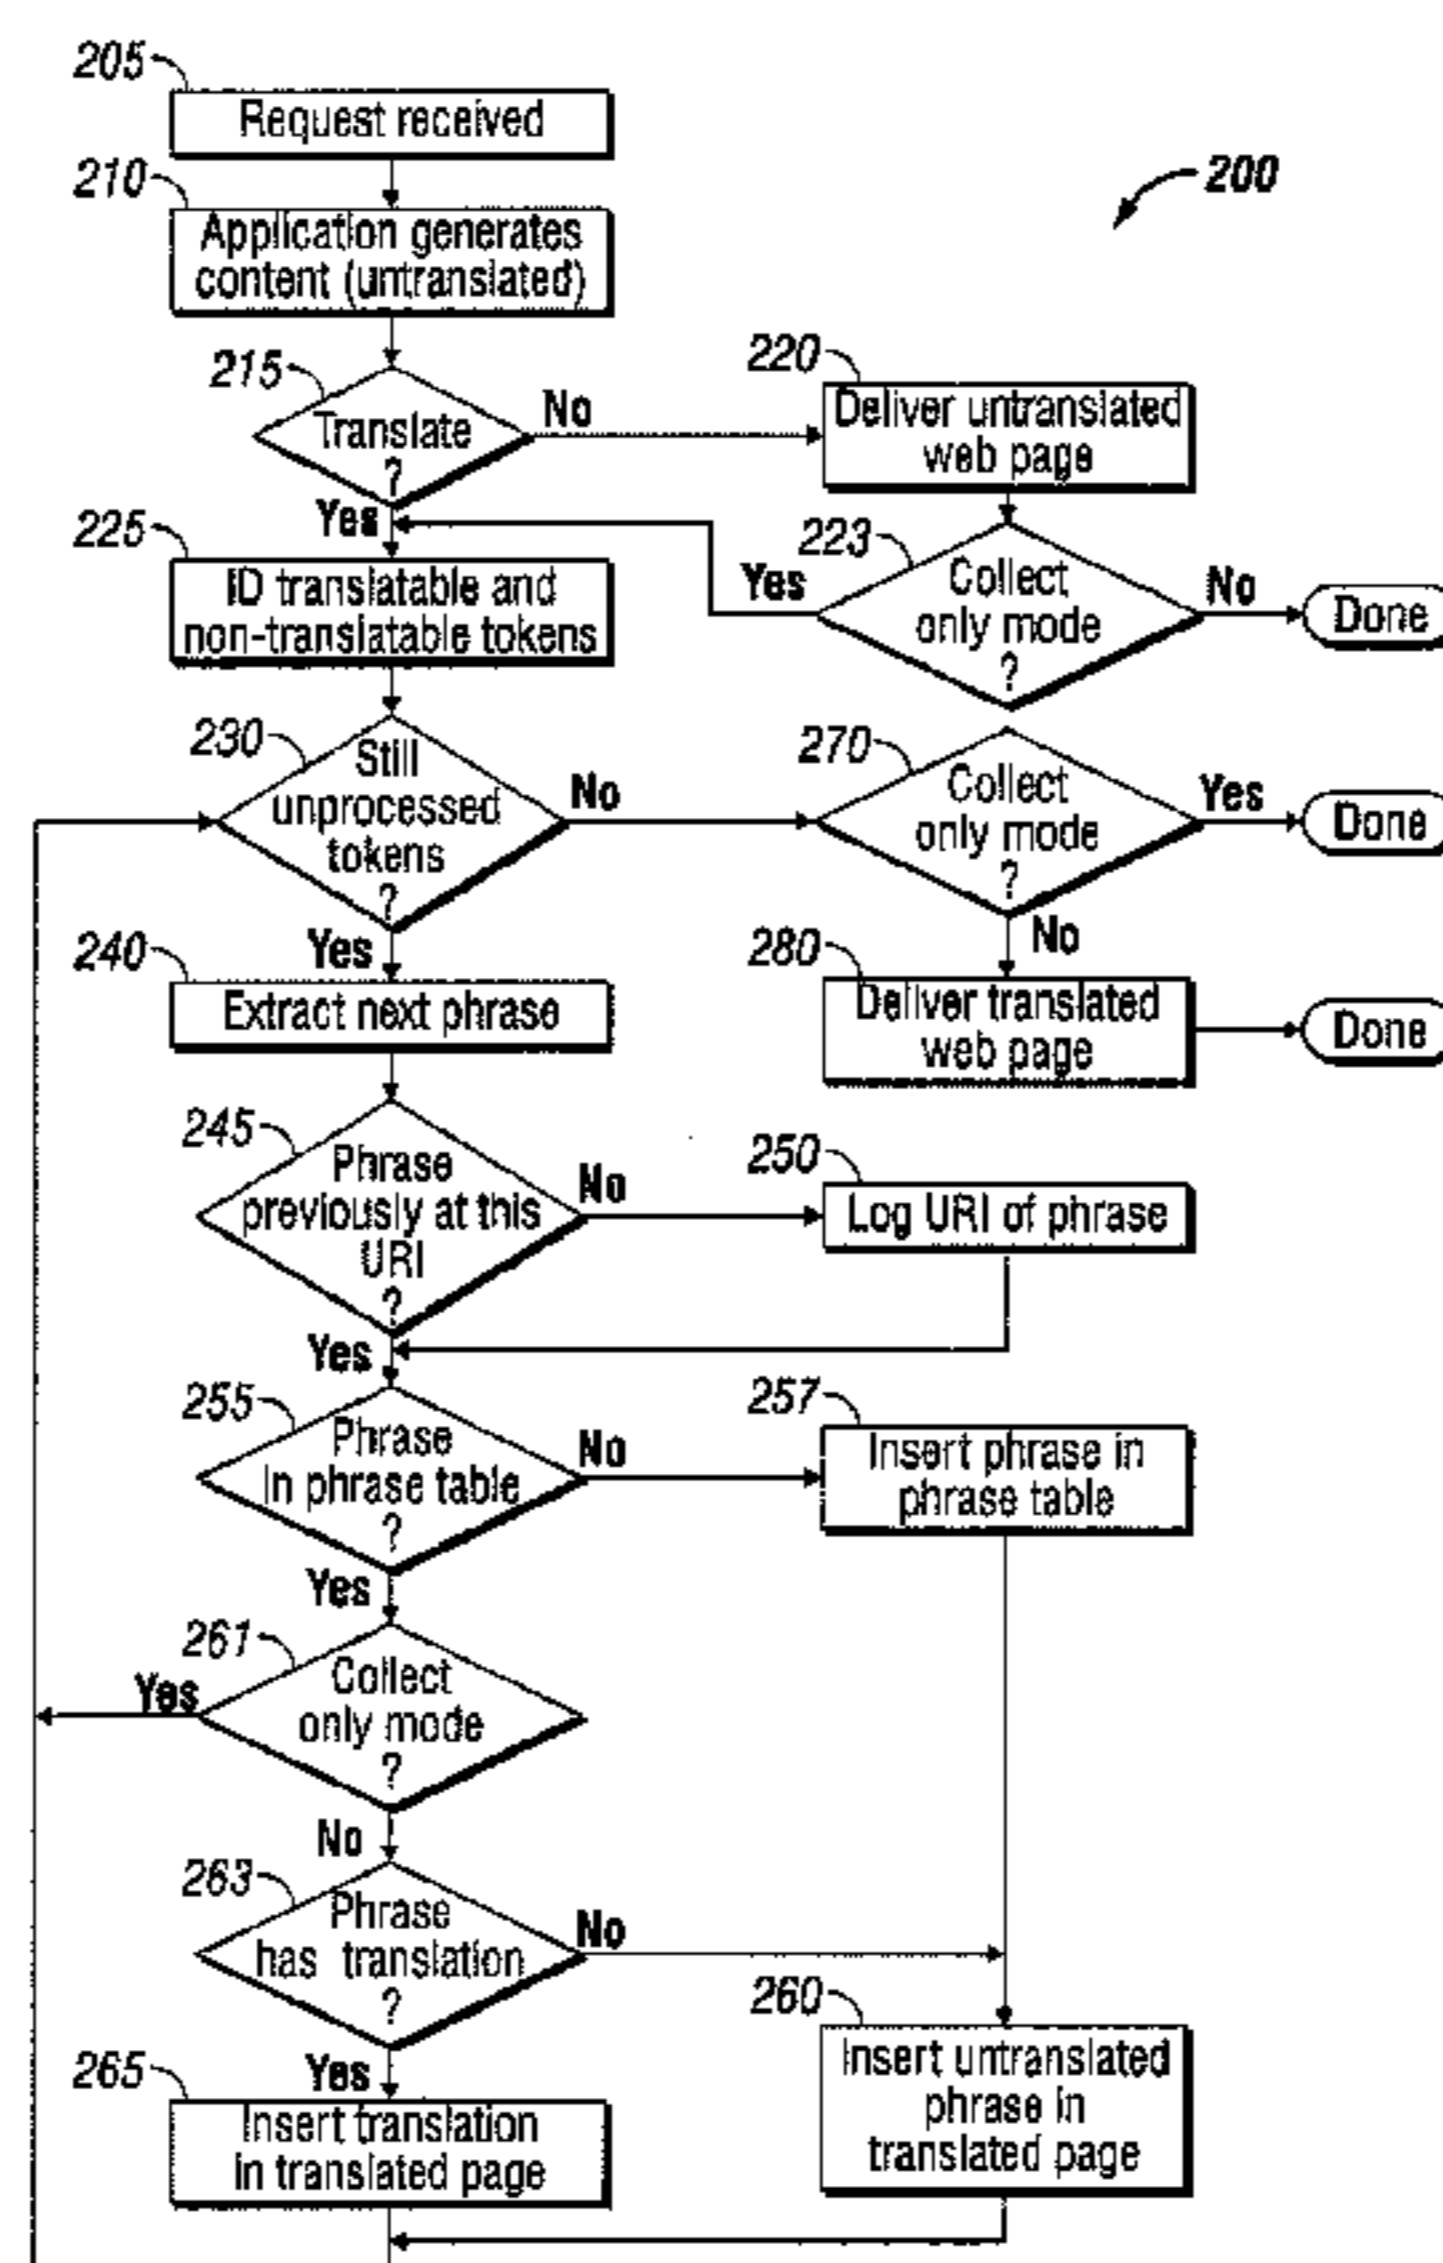 205
Request received
200
210
Application generates
content (untranslated)
215
Translate
?
No
220
Deliver untranslated
web page
Yes
225
ID translatable and
non-translatable tokens
223
Collect
only mode
?
Yes
No
Done
230
Still
unprocessed
tokens
?
No
270
Collect
only mode
?
Yes
Done
Yes
No
240
Extract next phrase
280
Deliver translated
web page
Done
245
Phrase
previously at this
URI
?
No
250
Log URI of phrase
Yes
255
Phrase
in phrase table
?
No
257
Insert phrase in
phrase table
Yes
261
Collect
only mode
?
Yes
No
263
Phrase
has translation
?
No
260
Insert untranslated
phrase in
translated page
Yes
265
Insert translation
in translated page